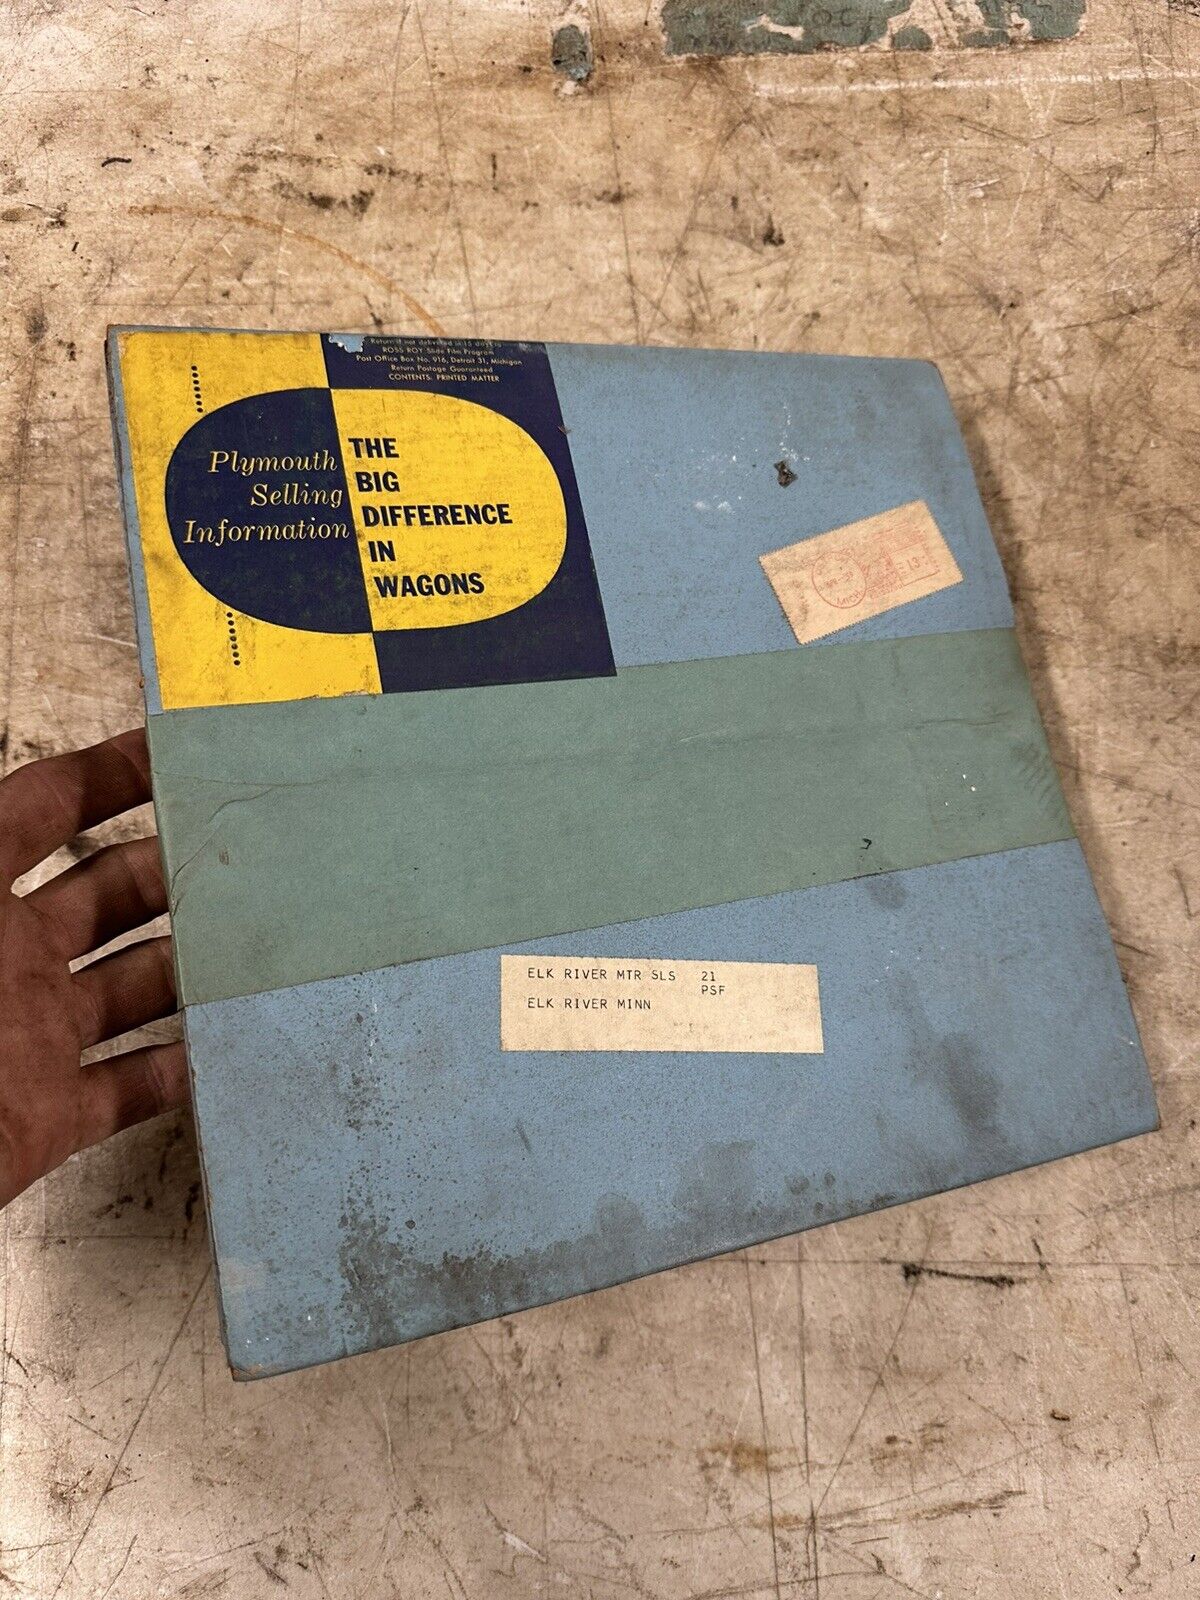 Return if not delivered in 15 days to
ROSS ROY Slide Film Program
Post Office Box No. 916, Detroit 31, Michigan
Return Postage Guaranteed
CONTENTS: PRINTED MATTER
Plymouth
Selling
Information
THE
BIG
DIFFERENCE
IN
WAGONS
13
MICH
ELK RIVER MTR SLS 21
PSF
ELK RIVER MINN